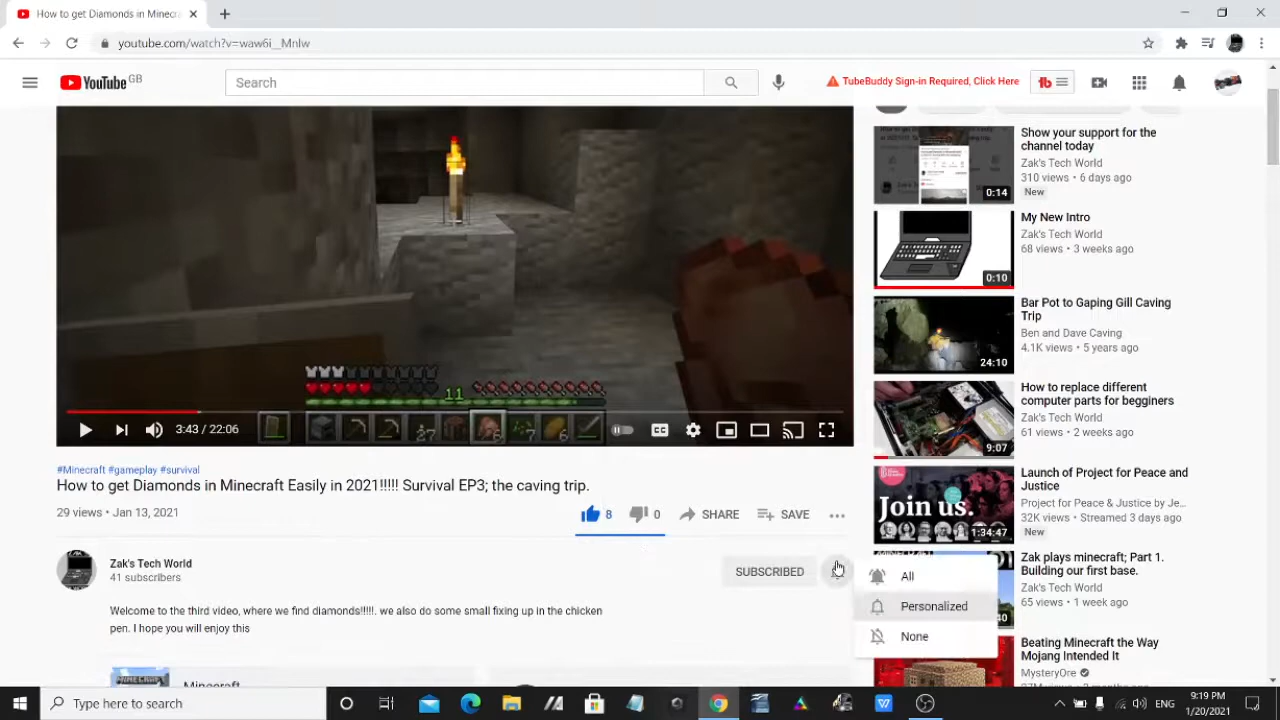 How to get Diamonds in Minecr
youtube.com/watch?v=waw6i__MnIw
YouTube GB
Search
TubeBuddy Sign-in Required, Click Here
tb
11
3:43 / 22:06
#Minecraft #gameplay #survival
How to get Diamonds in Minecraft Easily in 2021!!!!! Survival EP3; the caving trip.
29 views • Jan 13, 2021
8
0
SHARE
SAVE
Zak's Tech World
41 subscribers
SUBSCRIBED
All
Personalized
None
Welcome to the third video, where we find diamonds!!!!!. we also do some small fixing up in the chicken
pen. I hope you will enjoy this
Minecraft
Show your support for the
channel today
Zak's Tech World
310 views • 6 days ago
New
0:14
My New Intro
Zak's Tech World
68 views • 3 weeks ago
0:10
Bar Pot to Gaping Gill Caving
Trip
Ben and Dave Caving
4.1K views • 5 years ago
24:10
How to replace different
computer parts for begginers
Zak's Tech World
61 views • 2 weeks ago
9:07
Launch of Project for Peace and
Justice
Project for Peace & Justice by Je...
32K views • Streamed 3 days ago
New
Join us.
1:34:47
Zak plays minecraft; Part 1.
Building our first base.
Zak's Tech World
65 views • 1 week ago
40
Beating Minecraft the Way
Mojang Intended It
MysteryOre
Type here to search
ENG
9:19 PM
1/20/2021